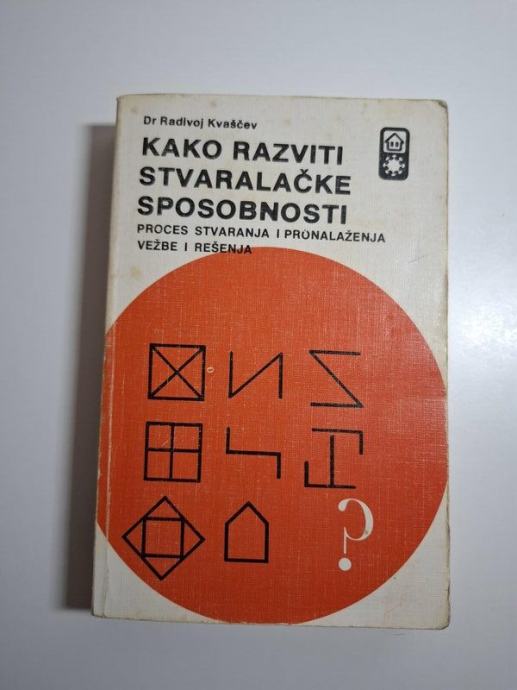 Dr Radivoj Kvaščev
KAKO RAZVITI
STVARALAČKE
SPOSOBNOSTI
PROCES STVARANJA I PRONALAŽENJA
VEŽBE I REŠENJA
?